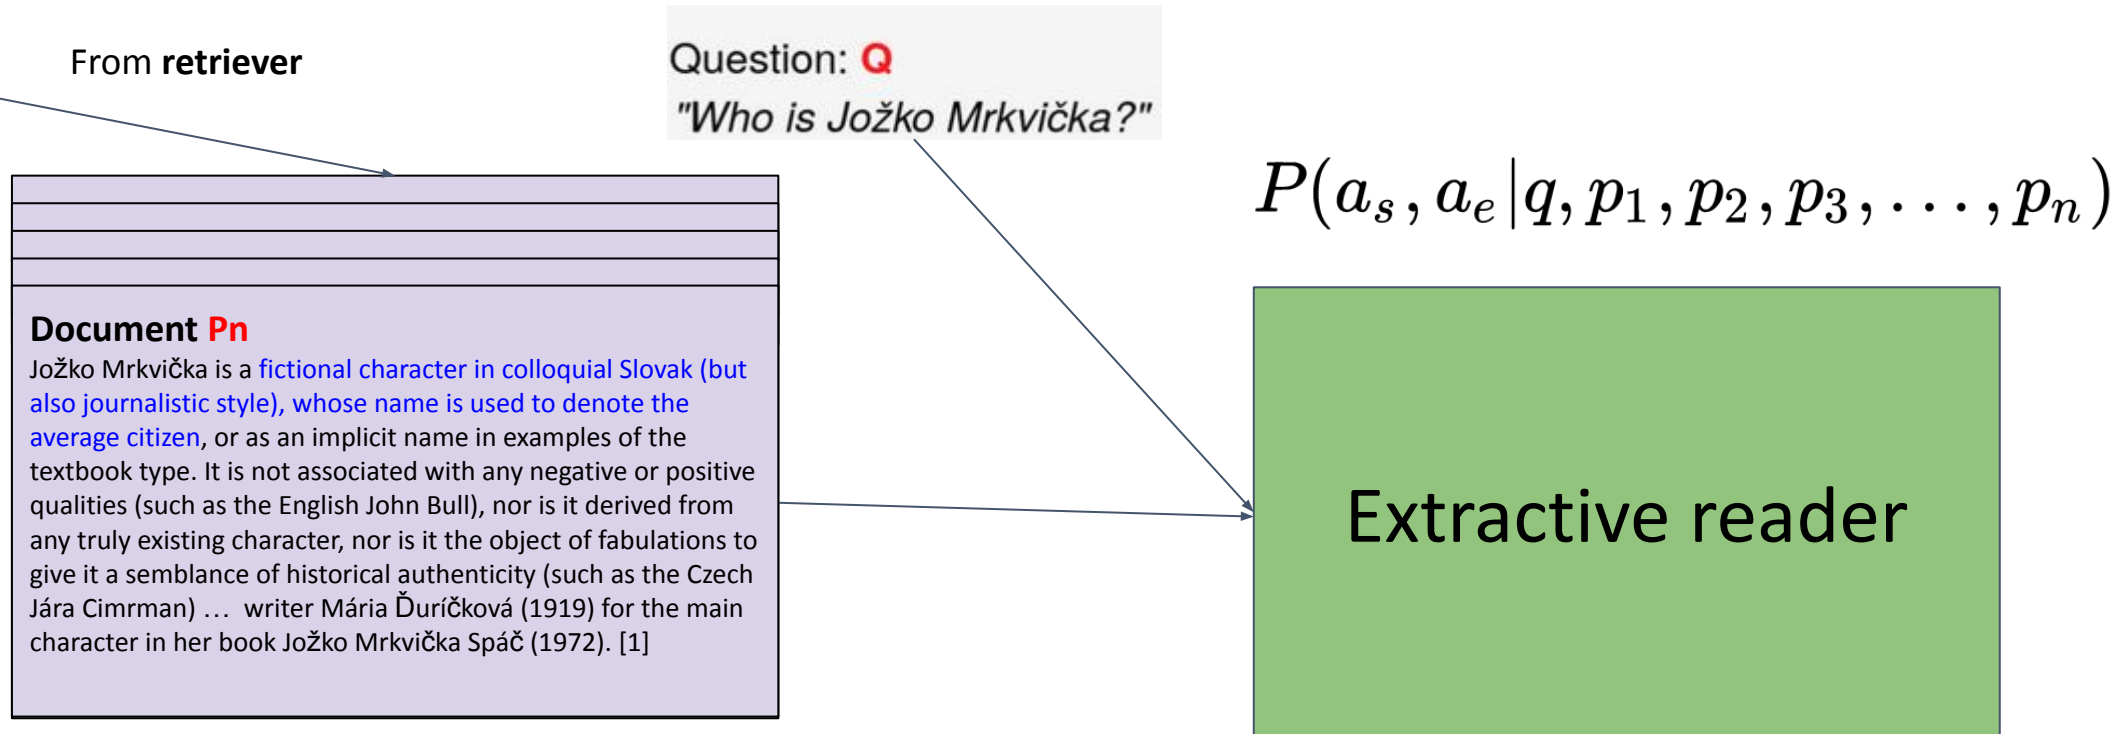 From retriever
Question: Q
"Who is Jožko Mrkvička?"
P(a_s, a_e|q, p_1, p_2, p_3, . . . , p_n)
Document Pn
Jožko Mrkvička is a fictional character in colloquial Slovak (but
also journalistic style), whose name is used to denote the
average citizen, or as an implicit name in examples of the
textbook type. It is not associated with any negative or positive
qualities (such as the English John Bull), nor is it derived from
any truly existing character, nor is it the object of fabulations to
give it a semblance of historical authenticity (such as the Czech
Jára Cimrman) … writer Mária Ďuríčková (1919) for the main
character in her book Jožko Mrkvička Spáč (1972). [1]
Extractive reader